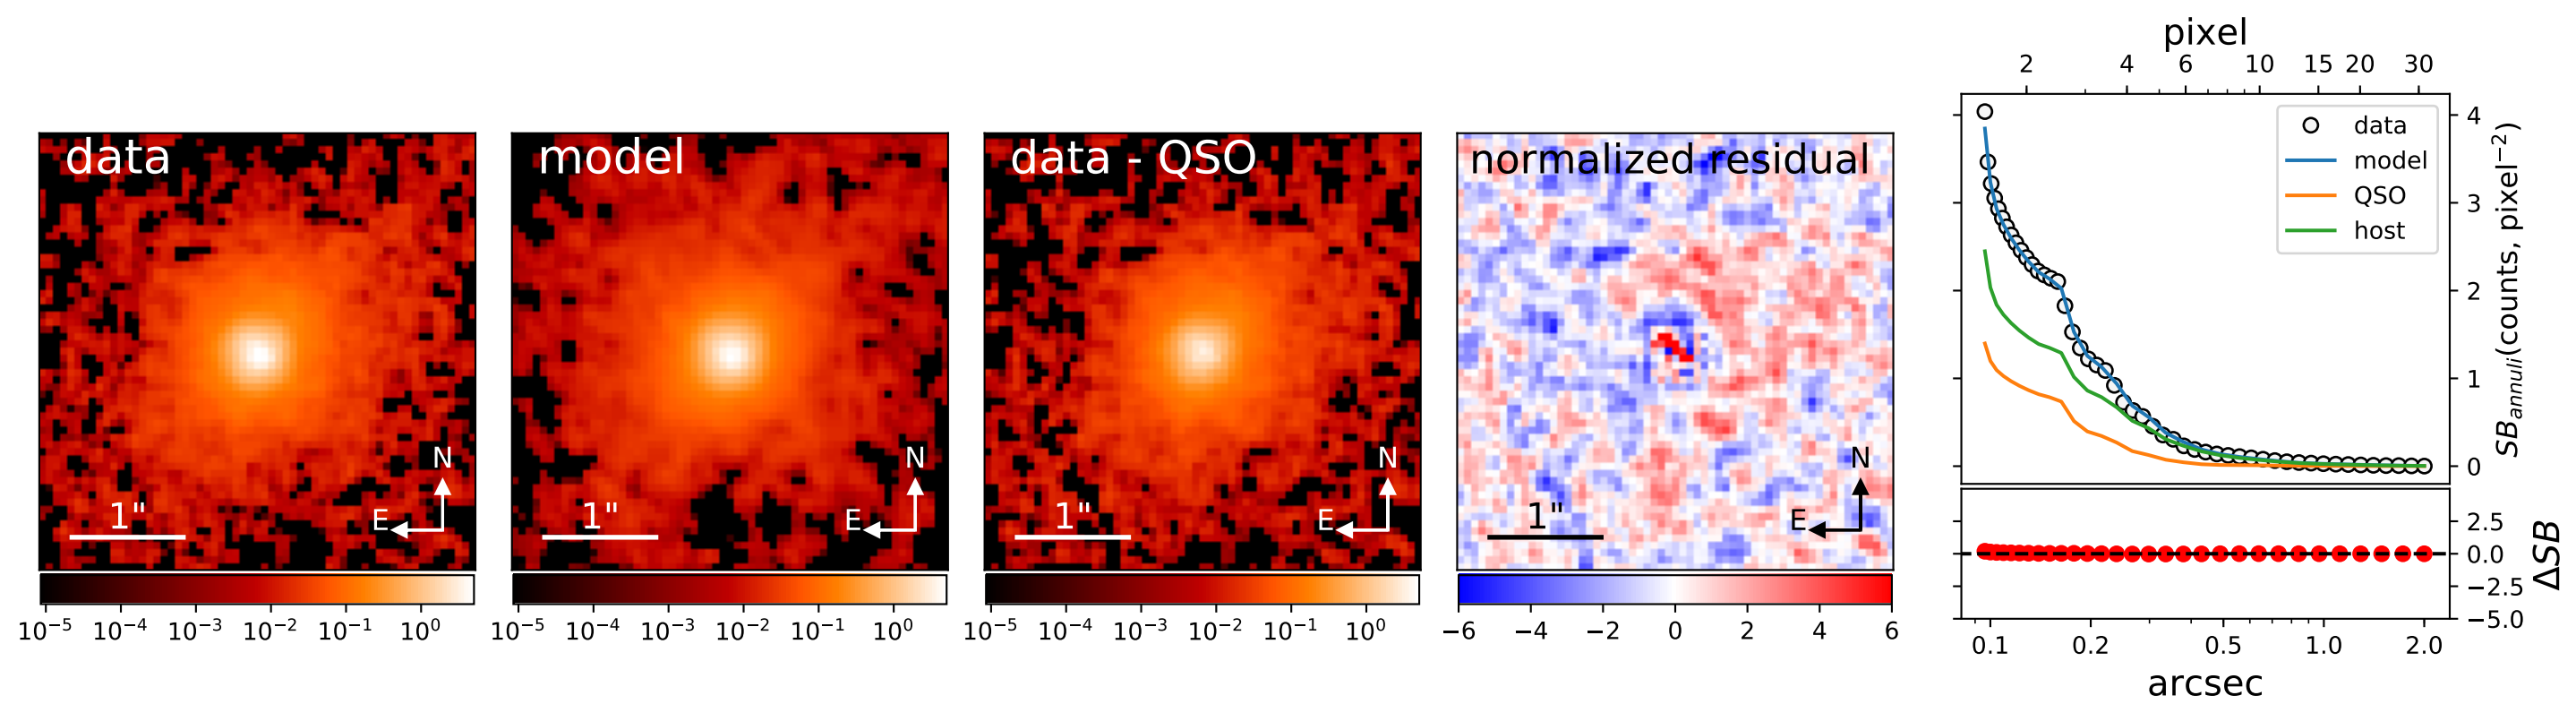 data
N
E
1"
10⁻⁵ 10⁻⁴ 10⁻³ 10⁻² 10⁻¹ 10⁰
model
N
E
1"
10⁻⁵ 10⁻⁴ 10⁻³ 10⁻² 10⁻¹ 10⁰
data - QSO
N
E
1"
10⁻⁵ 10⁻⁴ 10⁻³ 10⁻² 10⁻¹ 10⁰
normalized residual
N
E
1"
−6 −4 −2 0 2 4 6
pixel
2 4 6 10 15 20 30
data
model
QSO
host
4
3
2
1
0
SB_annuli(counts, pixel⁻²)
2.5
0.0
−2.5
−5.0
ΔSB
0.1 0.2 0.5 1.0 2.0
arcsec